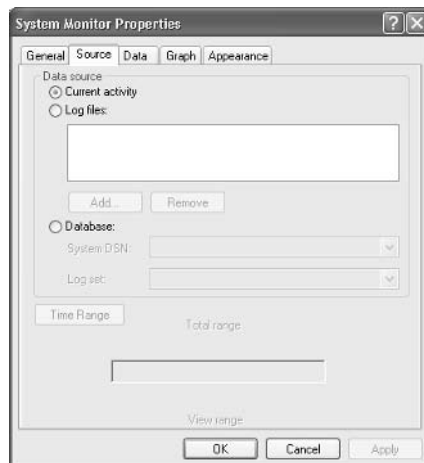 System Monitor Properties
General Source Data Graph Appearance
Data source
Current activity
Log files:
Add... Remove
Database:
System DSN:
Log set:
Time Range
Total range
View range
OK Cancel Apply